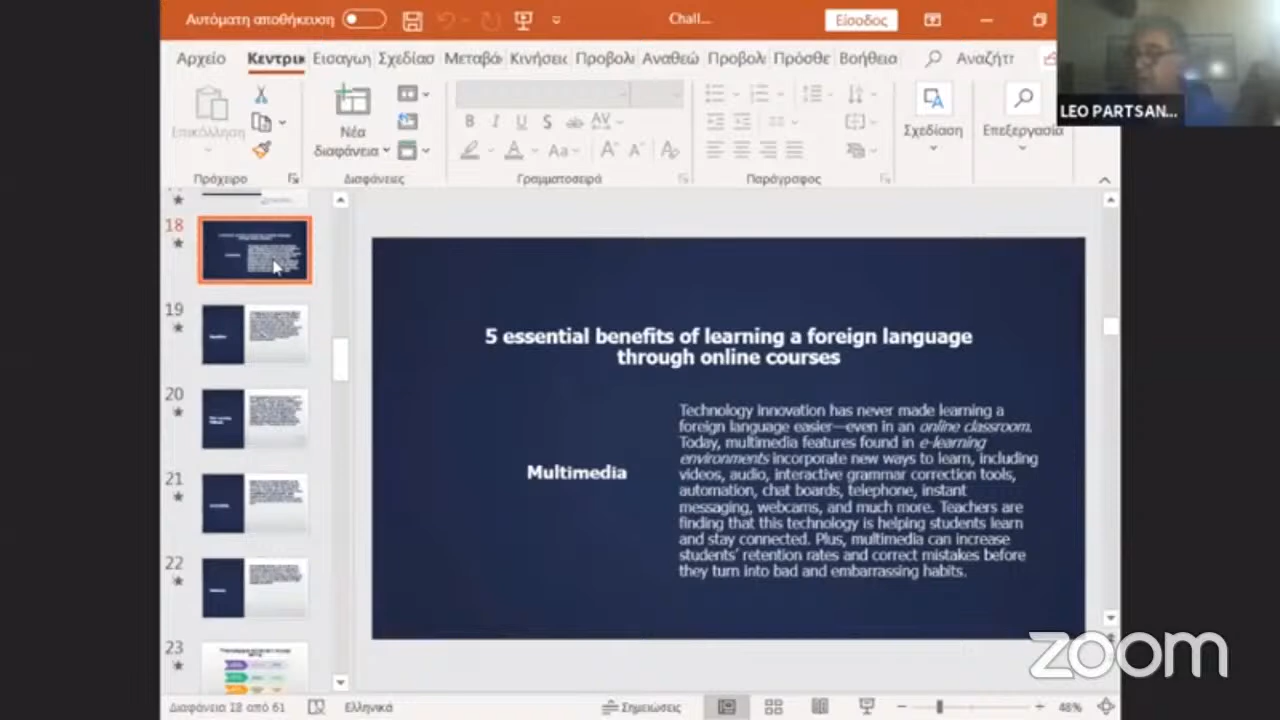 Αυτόματη αποθήκευση
Chall...
Είσοδος
Αρχείο Κεντρικ Εισαγωγ Σχεδίασ Μεταβά Κινήσεις Προβολι Αναθεώ Προβολι Πρόσθε Βοήθεια Αναζήτη
LEO PARTSAN...
Επικόλληση
Νέα
διαφάνεια
B I U S ab AV
Aa A A
Σχεδίαση
Επεξεργασία
Πρόχειρο
Διαφάνειες
Γραμματοσειρά
Παράγραφος
18
19
20
21
22
23
5 essential benefits of learning a foreign language
through online courses
Multimedia
Technology innovation has never made learning a
foreign language easier—even in an online classroom.
Today, multimedia features found in e-learning
environments incorporate new ways to learn, including
videos, audio, interactive grammar correction tools,
automation, chat boards, telephone, instant
messaging, webcams, and much more. Teachers are
finding that this technology is helping students learn
and stay connected. Plus, multimedia can increase
students' retention rates and correct mistakes before
they turn into bad and embarrassing habits.
zoom
Διαφάνεια 18 από 61
Ελληνικά
Σημειώσεις
48%